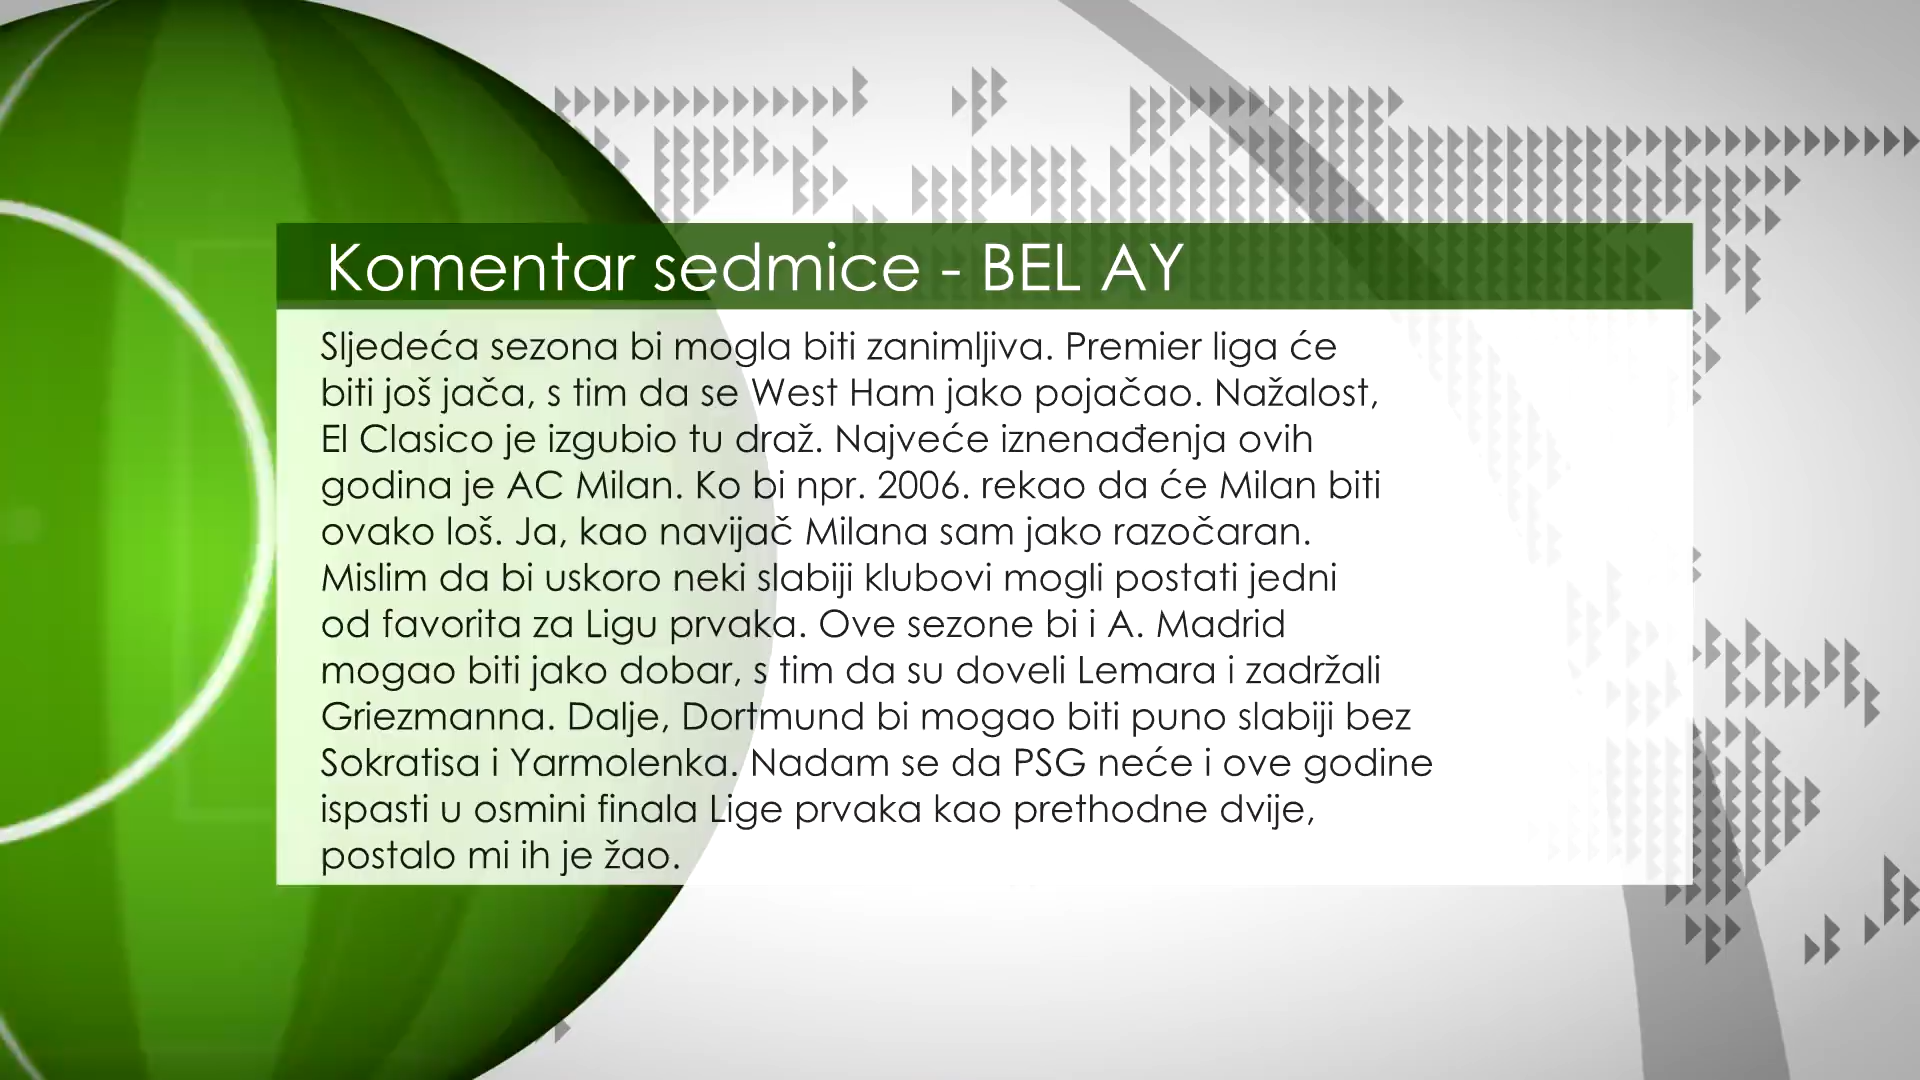 Komentar sedmice - BEL AY
Sljedeća sezona bi mogla biti zanimljiva. Premier liga će
biti još jača, s tim da se West Ham jako pojačao. Nažalost,
El Clasico je izgubio tu draž. Najveće iznenađenja ovih
godina je AC Milan. Ko bi npr. 2006. rekao da će Milan biti
ovako loš. Ja, kao navijač Milana sam jako razočaran.
Mislim da bi uskoro neki slabiji klubovi mogli postati jedni
od favorita za Ligu prvaka. Ove sezone bi i A. Madrid
mogao biti jako dobar, s tim da su doveli Lemara i zadržali
Griezmanna. Dalje, Dortmund bi mogao biti puno slabiji bez
Sokratisa i Yarmolenka. Nadam se da PSG neće i ove godine
ispasti u osmini finala Lige prvaka kao prethodne dvije,
postalo mi ih je žao.